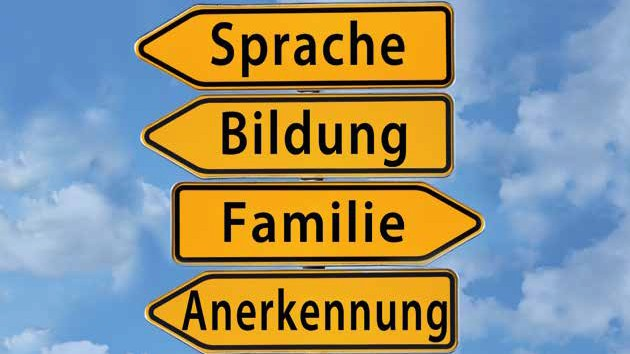 Sprache
Bildung
Familie
Anerkennung